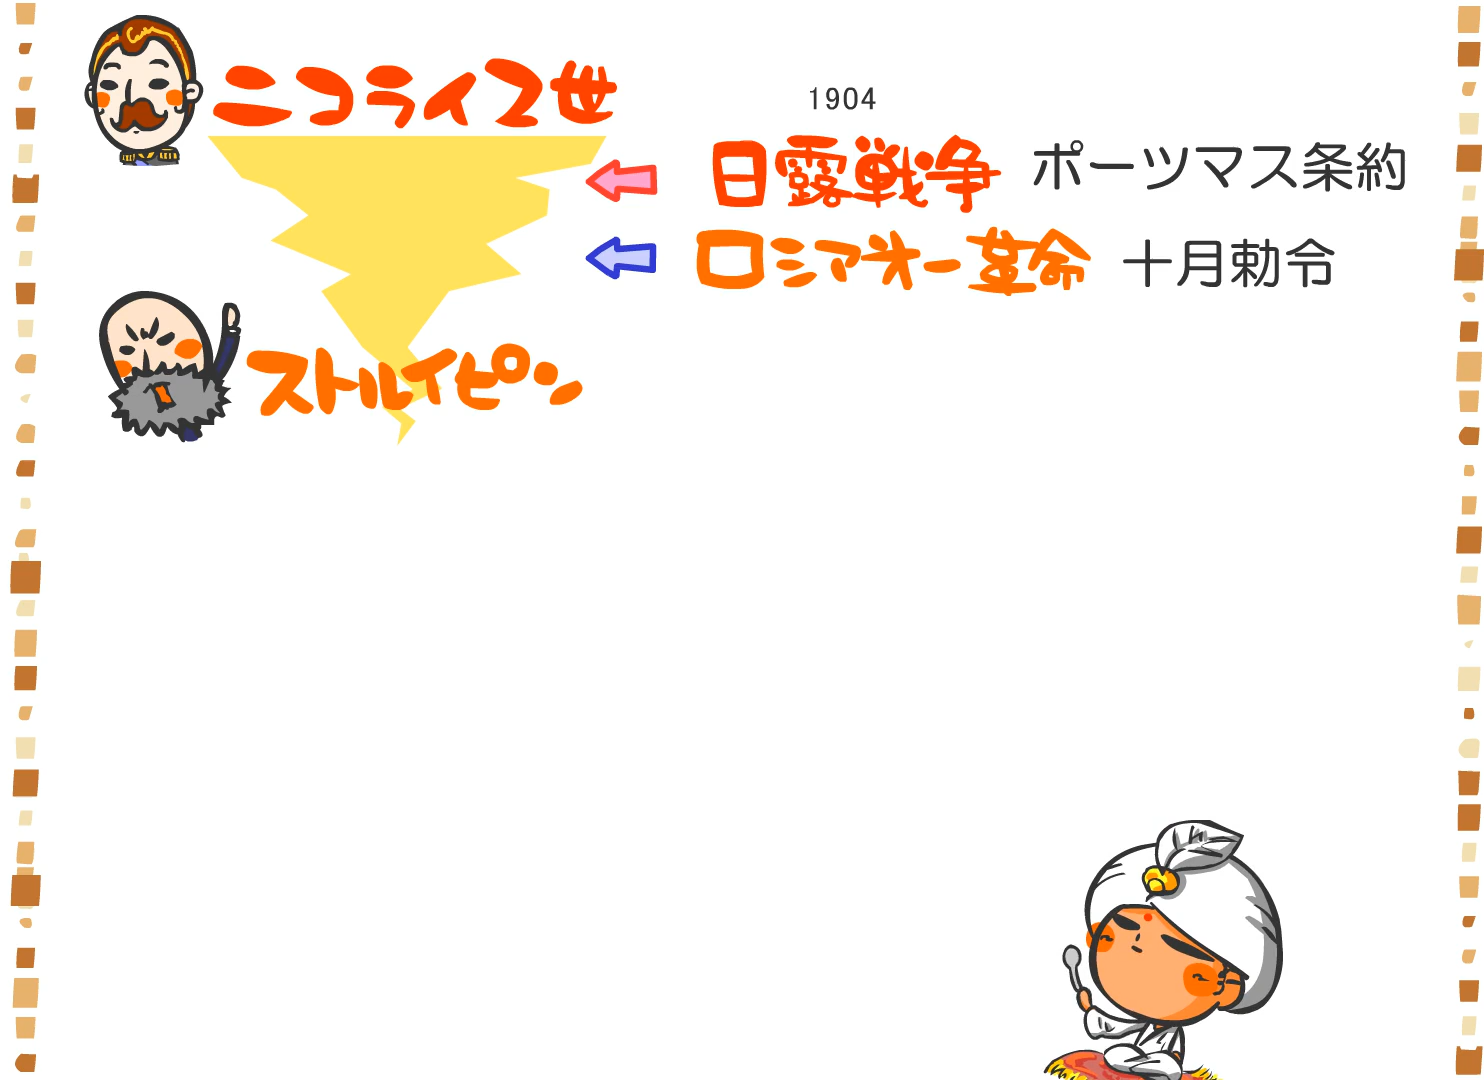 ニコライ2世
1904
日露戦争 ポーツマス条約
ロシア第一革命 十月勅令
ストルイピン